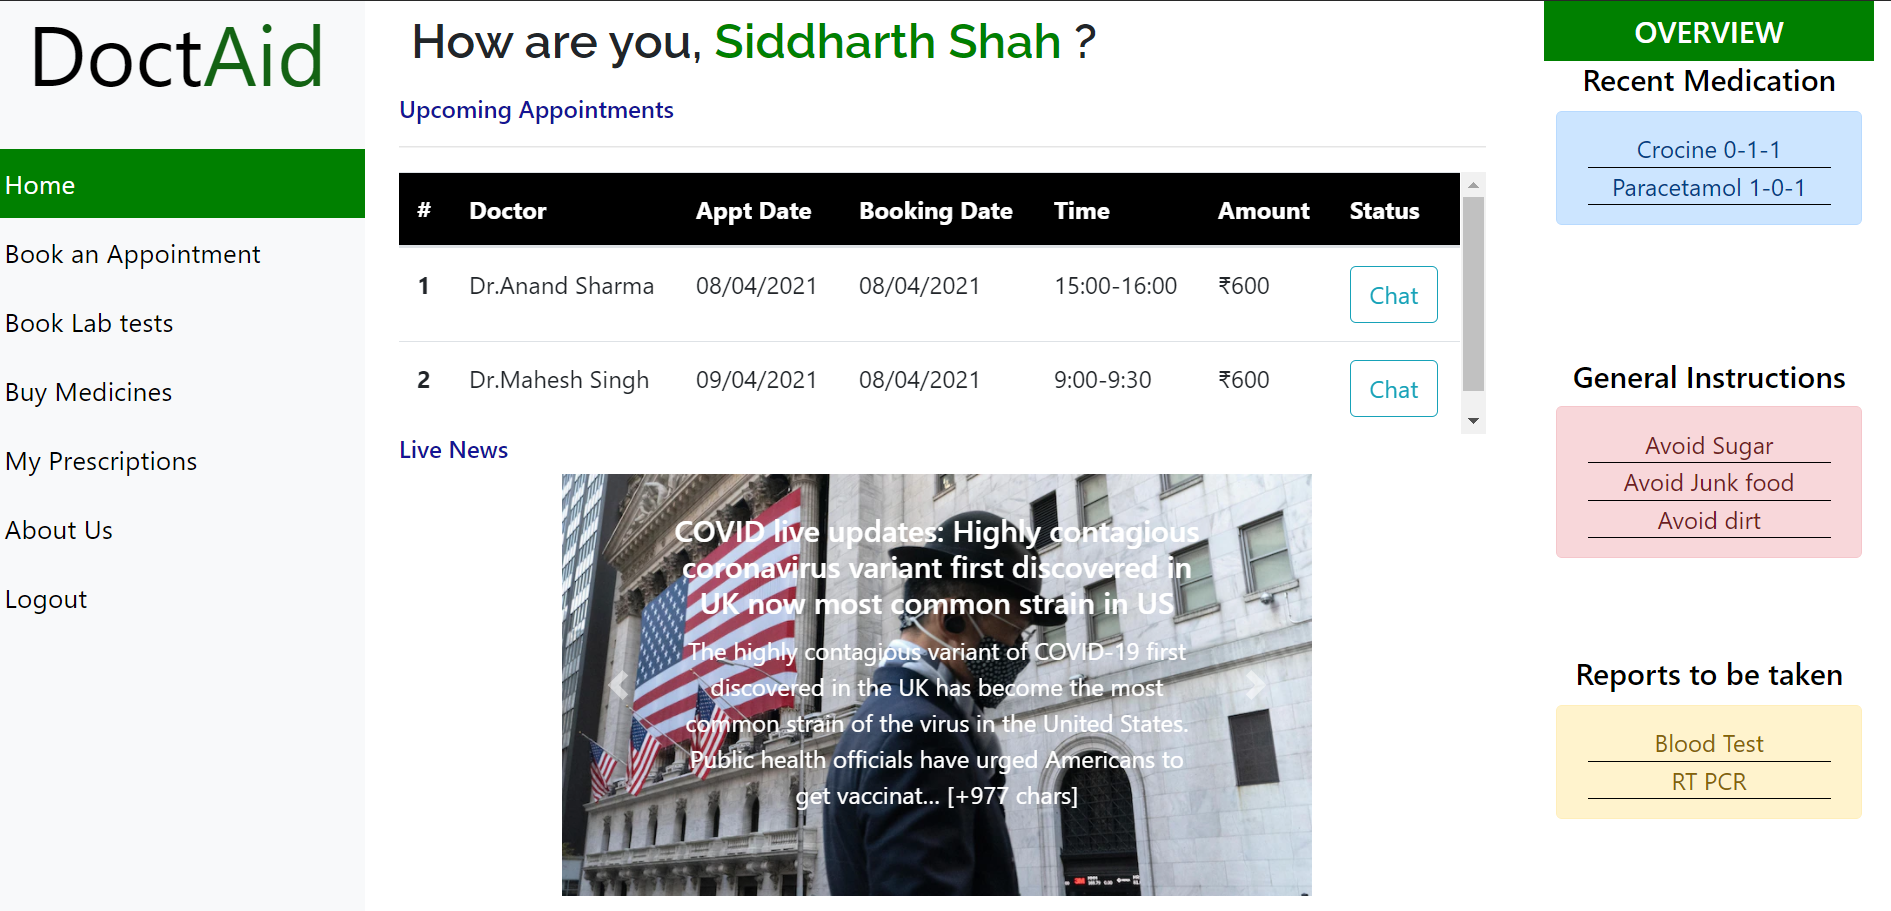 DoctAid
Home
Book an Appointment
Book Lab tests
Buy Medicines
My Prescriptions
About Us
Logout
How are you, Siddharth Shah ?
Upcoming Appointments
# Doctor Appt Date Booking Date Time Amount Status
1 Dr.Anand Sharma 08/04/2021 08/04/2021 15:00-16:00 ₹600 Chat
2 Dr.Mahesh Singh 09/04/2021 08/04/2021 9:00-9:30 ₹600 Chat
Live News
COVID live updates: Highly contagious
coronavirus variant first discovered in
UK now most common strain in US
The highly contagious variant of COVID-19 first
discovered in the UK has become the most
common strain of the virus in the United States.
Public health officials have urged Americans to
get vaccinat... [+977 chars]
OVERVIEW
Recent Medication
Crocine 0-1-1
Paracetamol 1-0-1
General Instructions
Avoid Sugar
Avoid Junk food
Avoid dirt
Reports to be taken
Blood Test
RT PCR